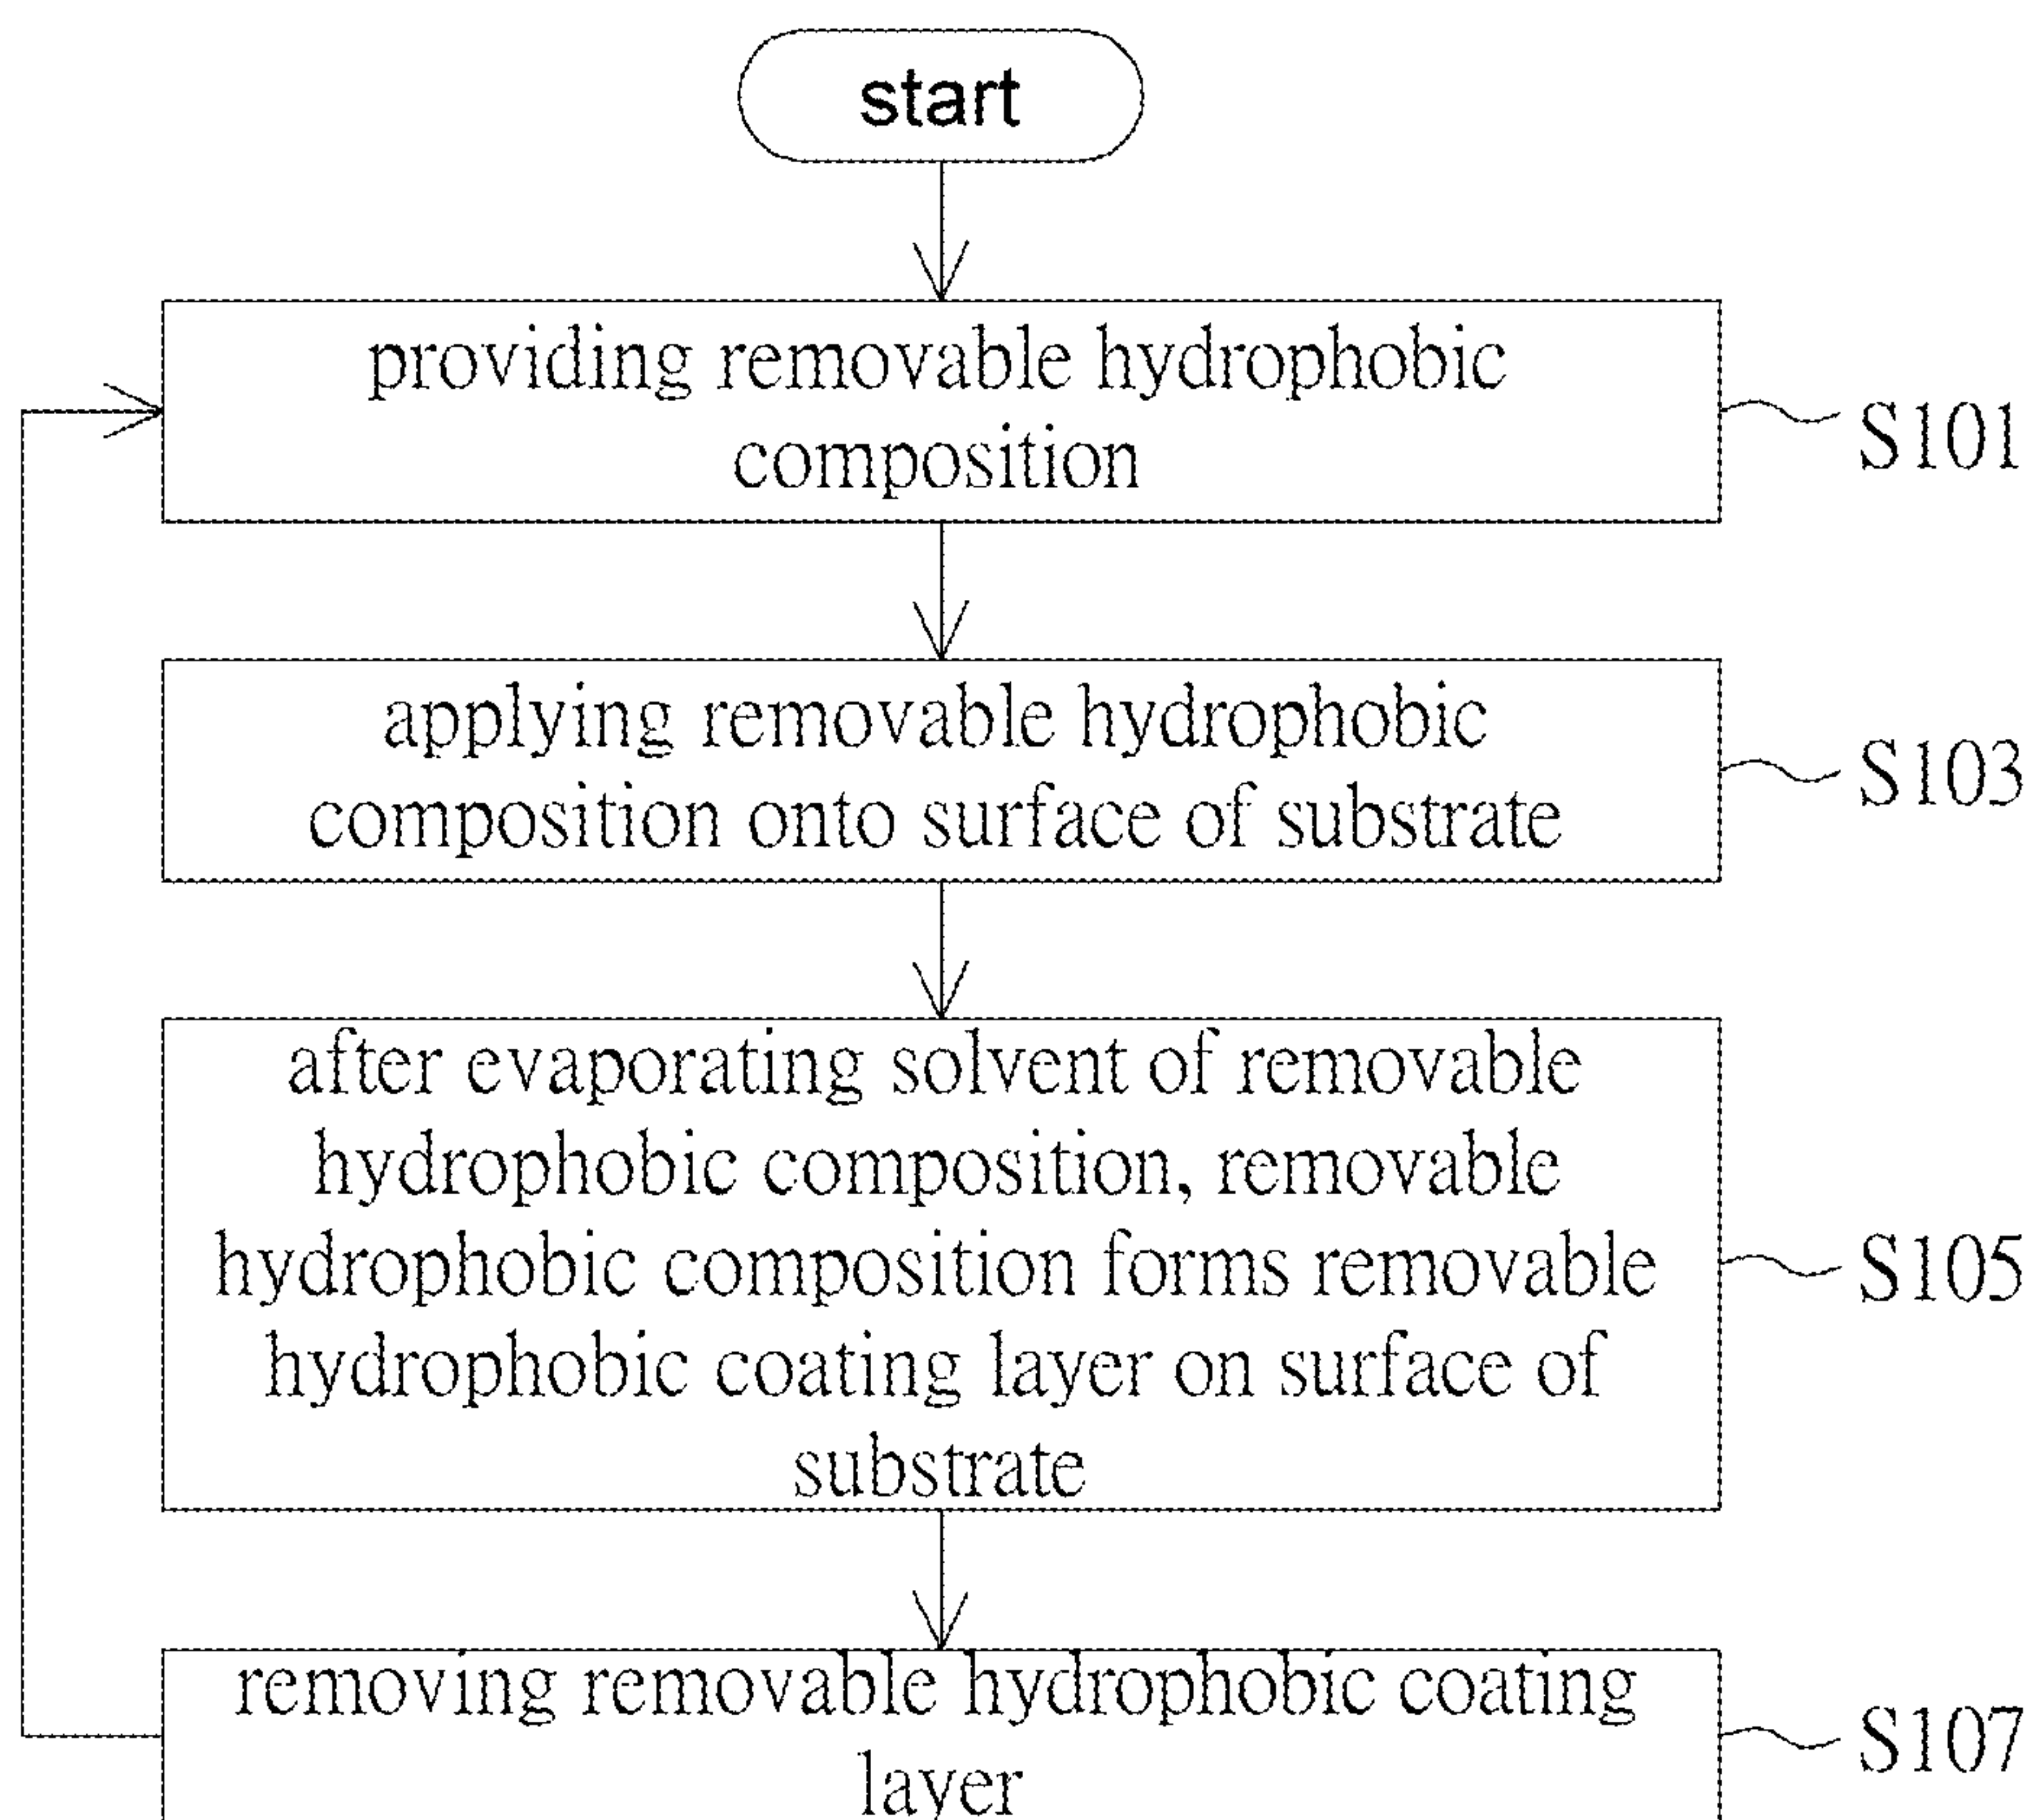 start
providing removable hydrophobic
composition
S101
applying removable hydrophobic
composition onto surface of substrate
S103
after evaporating solvent of removable
hydrophobic composition, removable
hydrophobic composition forms removable
hydrophobic coating layer on surface of
substrate
S105
removing removable hydrophobic coating
layer
S107